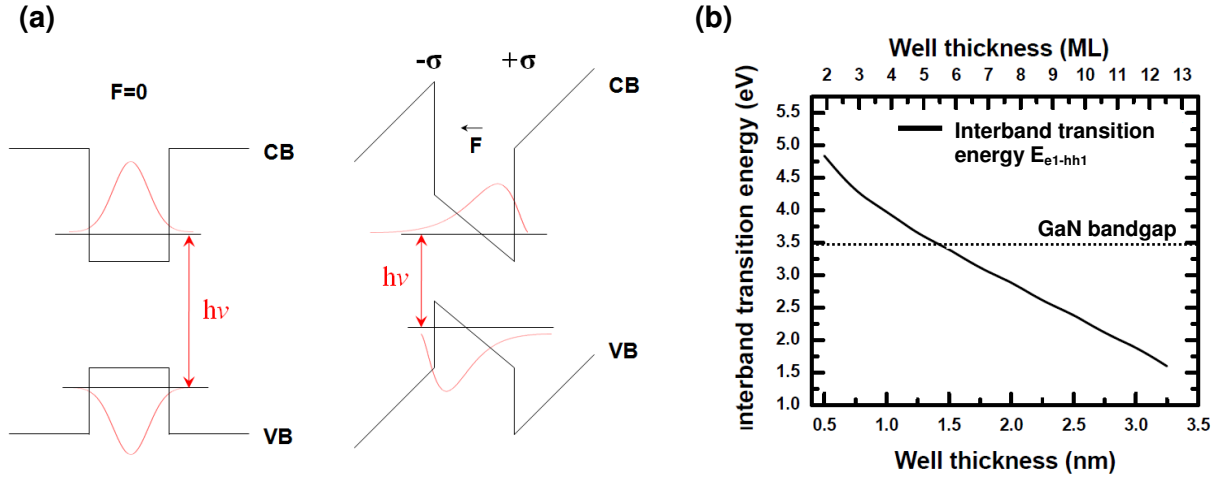 (a)
F=0
CB
hν
VB
-σ
+σ
CB
F
hν
VB
(b)
Well thickness (ML)
2 3 4 5 6 7 8 9 10 11 12 13
Interband transition energy (eV)
5.5
5.0
4.5
4.0
3.5
3.0
2.5
2.0
1.5
1.0
Interband transition
energy Ee1-hh1
GaN bandgap
0.5 1.0 1.5 2.0 2.5 3.0 3.5
Well thickness (nm)